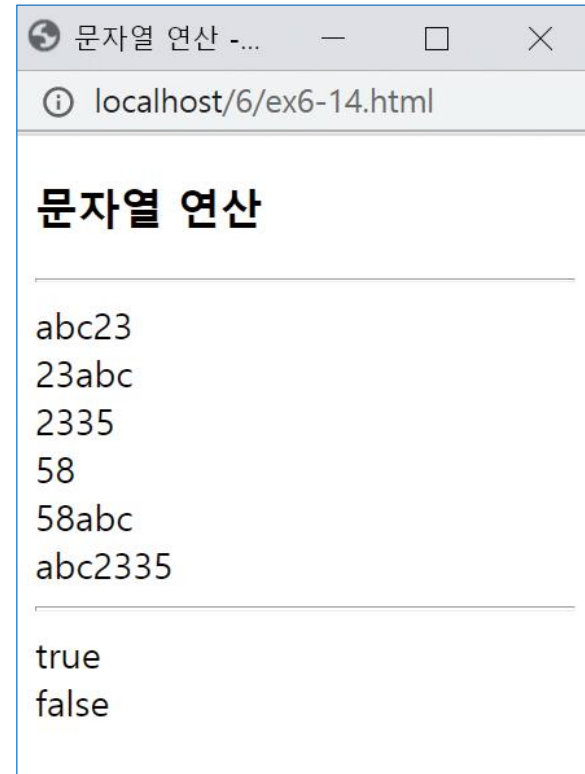 문자열 연산 -...
localhost/6/ex6-14.html
문자열 연산
abc23
23abc
2335
58
58abc
abc2335
true
false